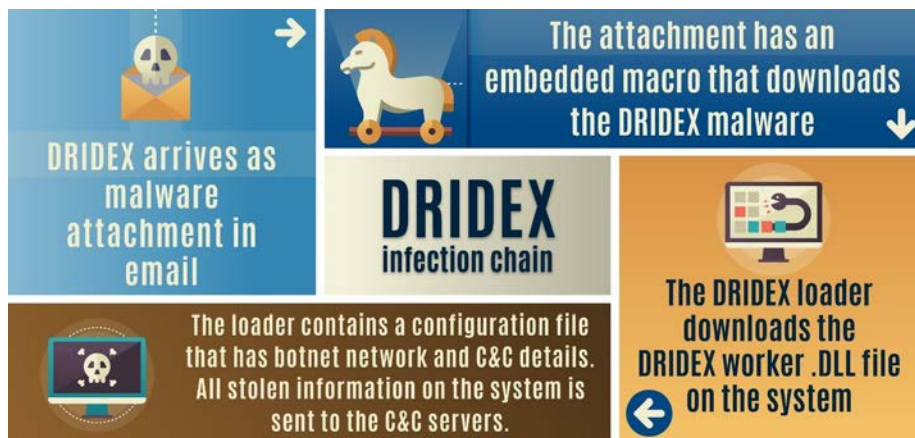 DRIDEX arrives as
malware
attachment in
email
The attachment has an
embedded macro that downloads
the DRIDEX malware
DRIDEX
infection chain
The DRIDEX loader
downloads the
DRIDEX worker .DLL file
on the system
The loader contains a configuration file
that has botnet network and C&C details.
All stolen information on the system is
sent to the C&C servers.